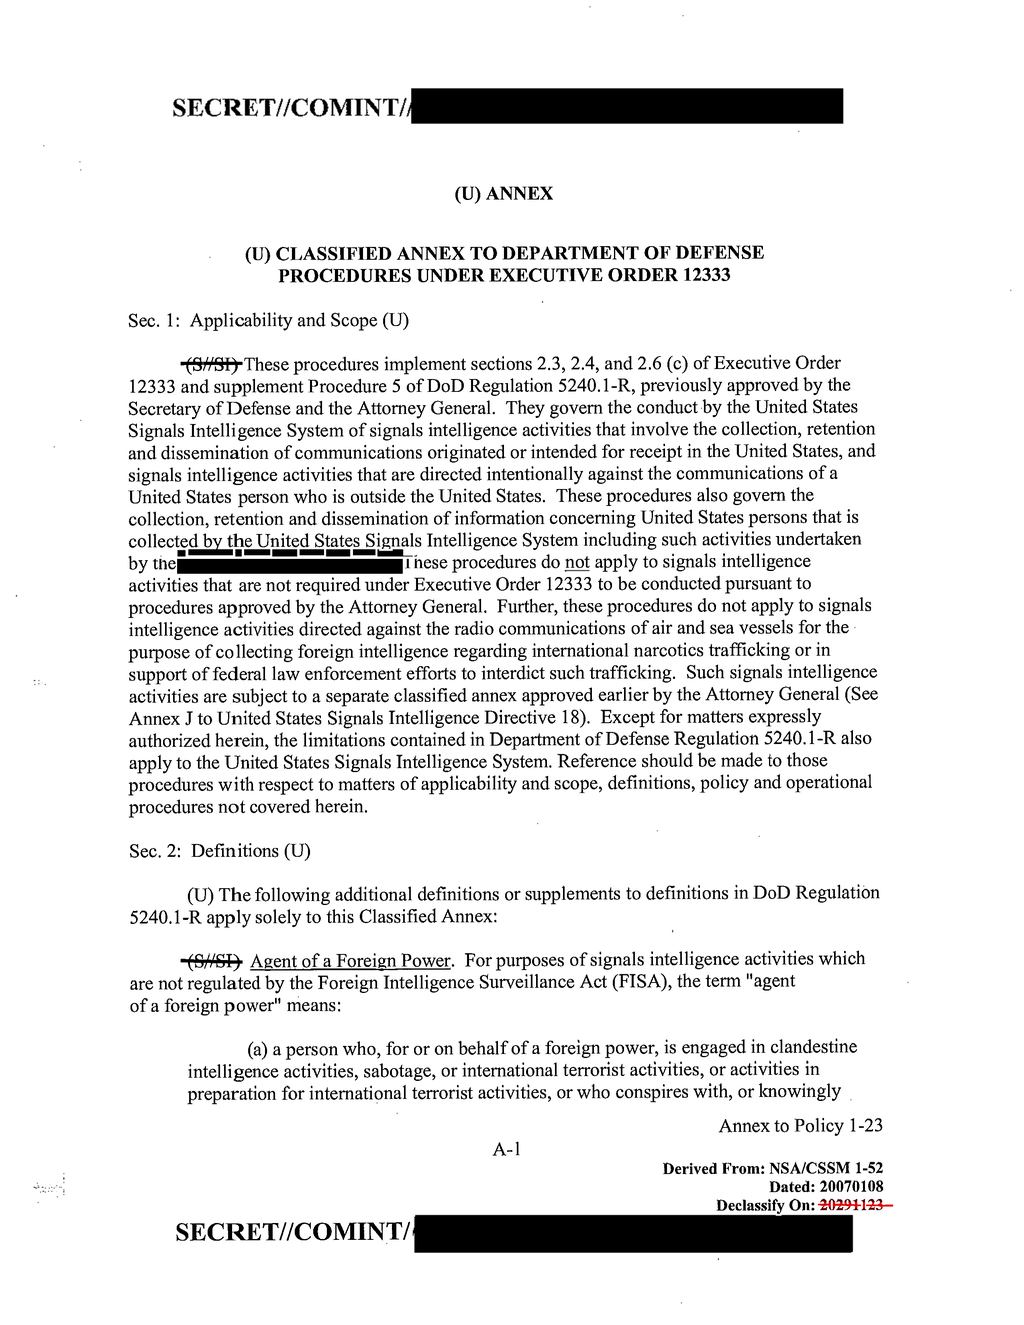 SECRET//COMINT//
(U) ANNEX
(U) CLASSIFIED ANNEX TO DEPARTMENT OF DEFENSE
PROCEDURES UNDER EXECUTIVE ORDER 12333
Sec. 1: Applicability and Scope (U)
(S//SI) These procedures implement sections 2.3, 2.4, and 2.6 (c) of Executive Order
12333 and supplement Procedure 5 of DoD Regulation 5240.1-R, previously approved by the
Secretary of Defense and the Attorney General. They govern the conduct by the United States
Signals Intelligence System of signals intelligence activities that involve the collection, retention
and dissemination of communications originated or intended for receipt in the United States, and
signals intelligence activities that are directed intentionally against the communications of a
United States person who is outside the United States. These procedures also govern the
collection, retention and dissemination of information concerning United States persons that is
collected by the United States Signals Intelligence System including such activities undertaken
by the These procedures do not apply to signals intelligence
activities that are not required under Executive Order 12333 to be conducted pursuant to
procedures approved by the Attorney General. Further, these procedures do not apply to signals
intelligence activities directed against the radio communications of air and sea vessels for the
purpose of collecting foreign intelligence regarding international narcotics trafficking or in
support of federal law enforcement efforts to interdict such trafficking. Such signals intelligence
activities are subject to a separate classified annex approved earlier by the Attorney General (See
Annex J to United States Signals Intelligence Directive 18). Except for matters expressly
authorized herein, the limitations contained in Department of Defense Regulation 5240.1-R also
apply to the United States Signals Intelligence System. Reference should be made to those
procedures with respect to matters of applicability and scope, definitions, policy and operational
procedures not covered herein.
Sec. 2: Definitions (U)
(U) The following additional definitions or supplements to definitions in DoD Regulation
5240.1-R apply solely to this Classified Annex:
(S//SI) Agent of a Foreign Power. For purposes of signals intelligence activities which
are not regulated by the Foreign Intelligence Surveillance Act (FISA), the term "agent
of a foreign power" means:
(a) a person who, for or on behalf of a foreign power, is engaged in clandestine
intelligence activities, sabotage, or international terrorist activities, or activities in
preparation for international terrorist activities, or who conspires with, or knowingly
Annex to Policy 1-23
A-1
Derived From: NSA/CSSM 1-52
Dated: 20070108
Declassify On: 20291123
SECRET//COMINT/